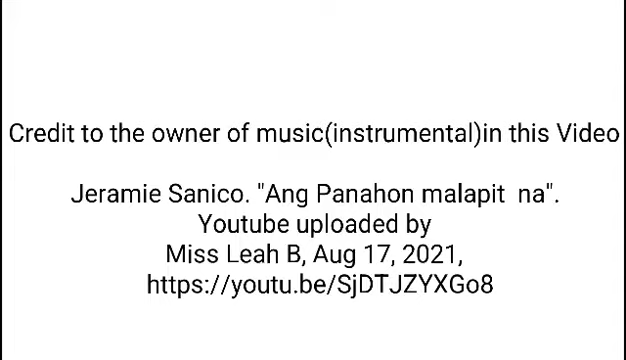 Credit to the owner of music(instrumental)in this Video
Jeramie Sanico. "Ang Panahon malapit na".
Youtube uploaded by
Miss Leah B, Aug 17, 2021,
https://youtu.be/SjDTJZYXGo8